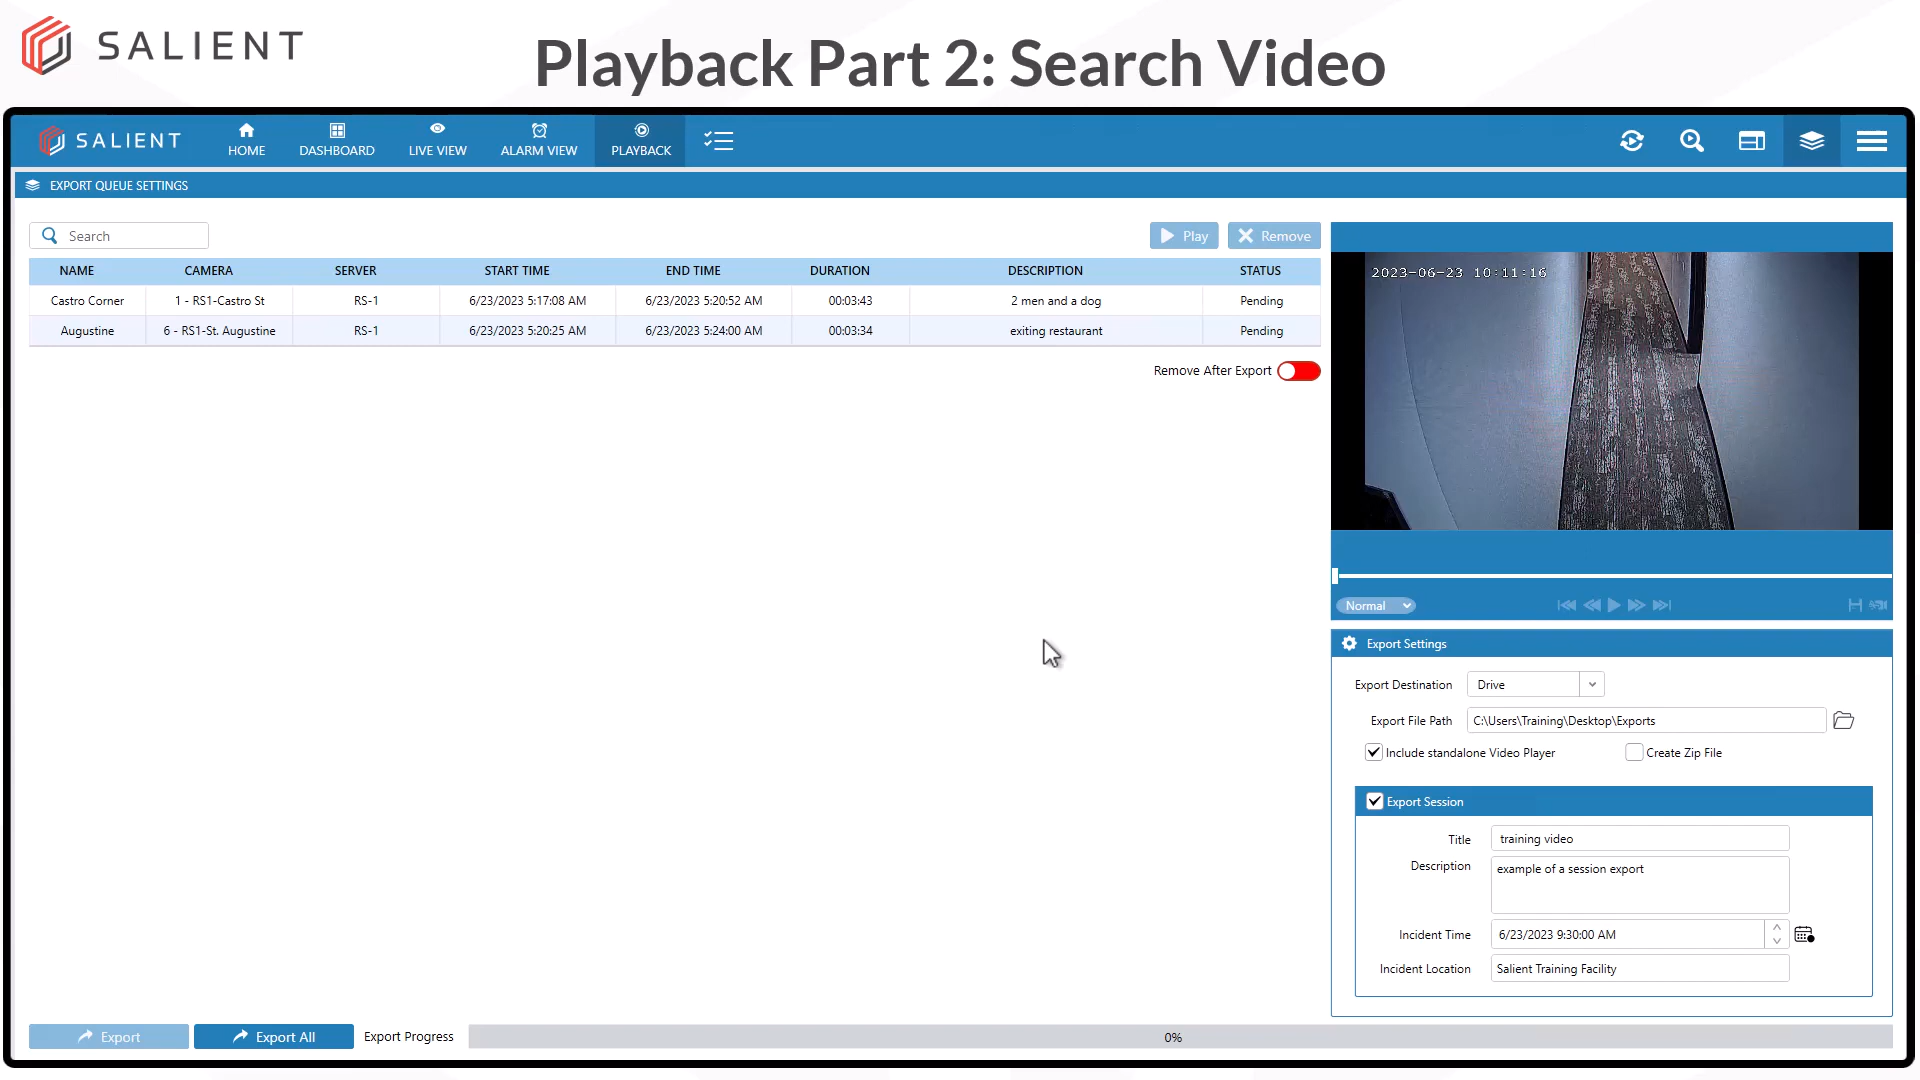 SALIENT
Playback Part 2: Search Video
SALIENT
HOME
DASHBOARD
LIVE VIEW
ALARM VIEW
PLAYBACK
EXPORT QUEUE SETTINGS
Search
Play
Remove
NAME CAMERA SERVER START TIME END TIME DURATION DESCRIPTION STATUS
Castro Corner 1 - RS1-Castro St RS-1 6/23/2023 5:17:08 AM 6/23/2023 5:20:52 AM 00:03:43 2 men and a dog Pending
Augustine 6 - RS1-St. Augustine RS-1 6/23/2023 5:20:25 AM 6/23/2023 5:24:00 AM 00:03:34 exiting restaurant Pending
Remove After Export
2023-06-23 10:11:16
Normal
Export Settings
Export Destination Drive
Export File Path C:\Users\Training\Desktop\Exports
Include standalone Video Player Create Zip File
Export Session
Title training video
Description example of a session export
Incident Time 6/23/2023 9:30:00 AM
Incident Location Salient Training Facility
Export
Export All
Export Progress
0%